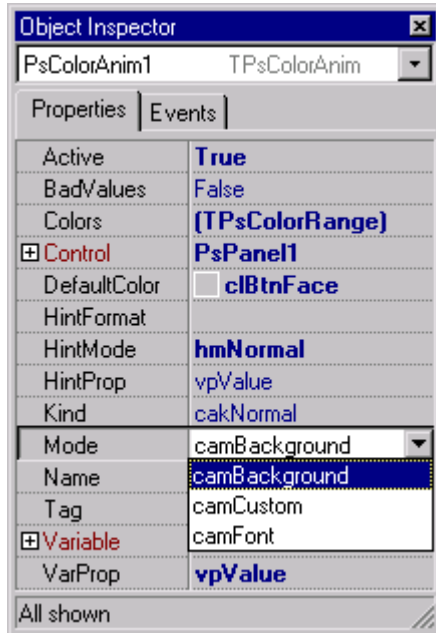 Object Inspector
PsColorAnim1 TPsColorAnim
Properties Events
Active True
BadValues False
Colors (TPsColorRange)
Control PsPanel1
DefaultColor clBtnFace
HintFormat
HintMode hmNormal
HintProp vpValue
Kind cakNormal
Mode camBackground
Name camBackground
Tag camCustom
Variable camFont
VarProp vpValue
All shown